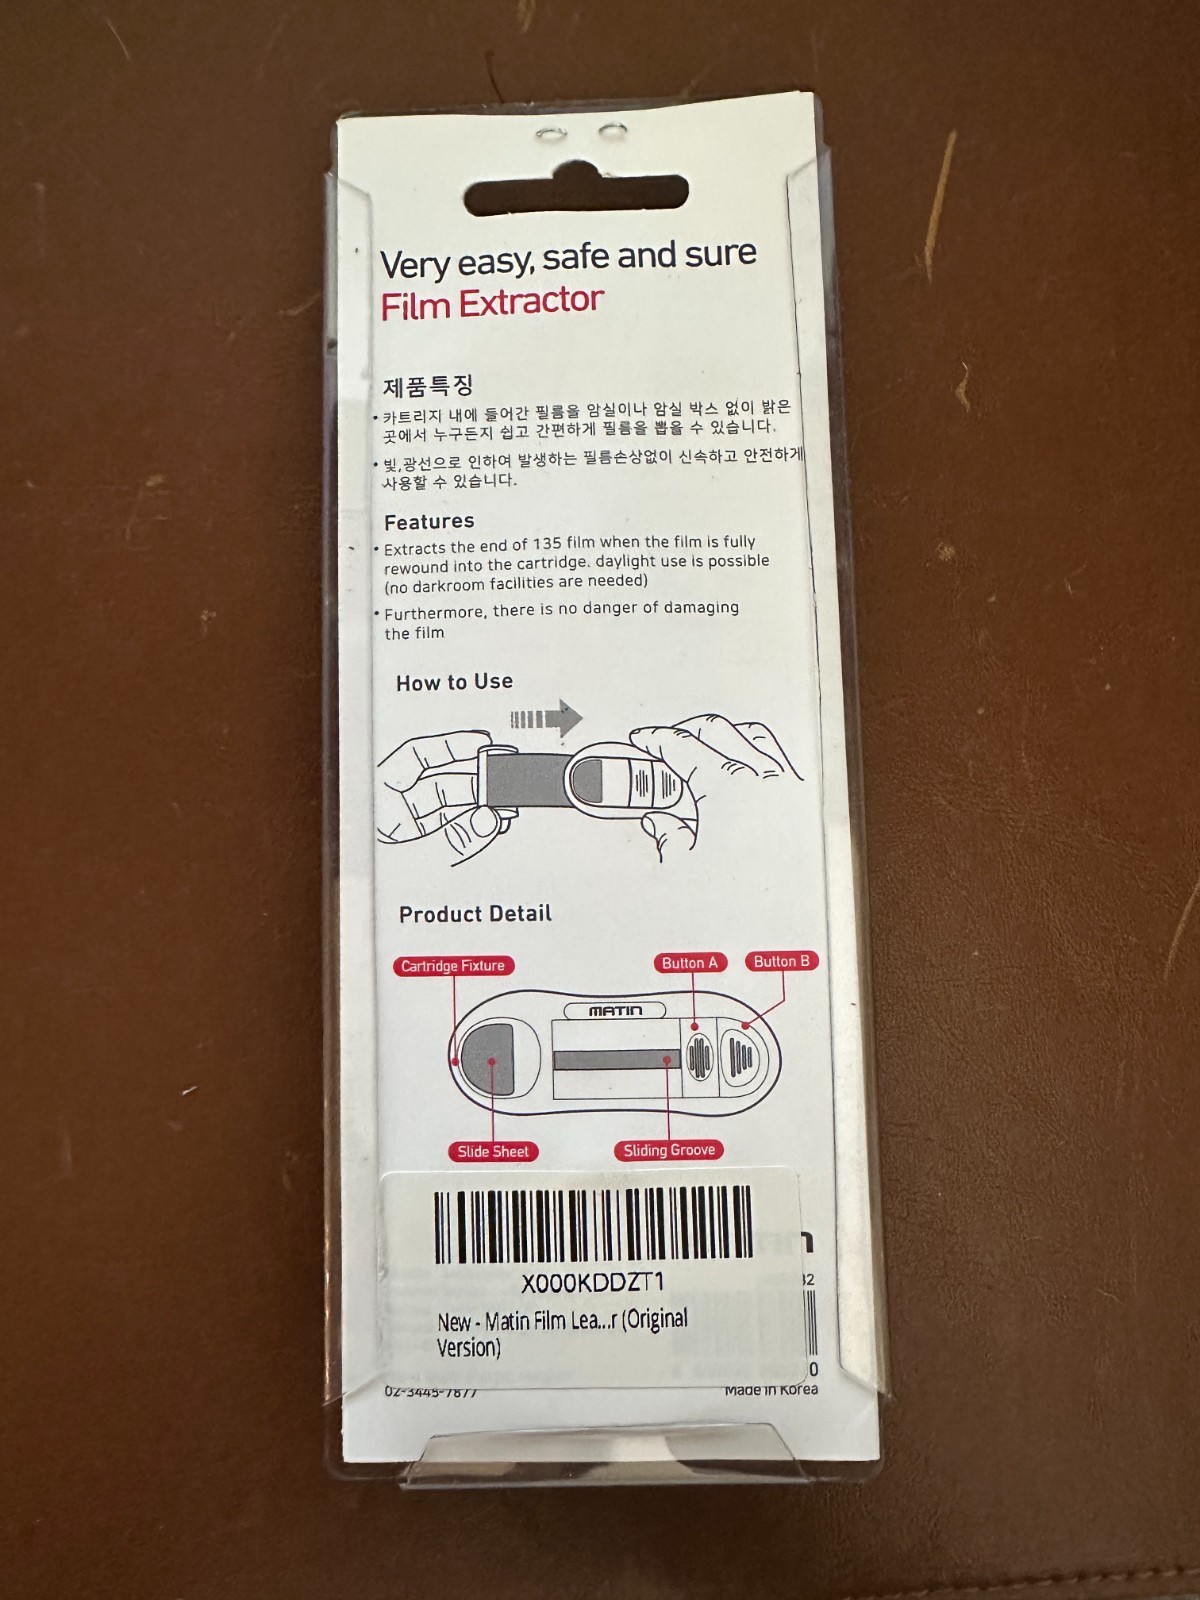 Very easy, safe and sure
Film Extractor
제품특징
• 카트리지 내에 들어간 필름을 암실이나 암실 박스 없이 밝은
곳에서 누구든지 쉽고 간편하게 필름을 뽑을 수 있습니다.
• 빛,광선으로 인하여 발생하는 필름손상없이 신속하고 안전하게
사용할 수 있습니다.
Features
• Extracts the end of 135 film when the film is fully
rewound into the cartridge. daylight use is possible
(no darkroom facilities are needed)
• Furthermore, there is no danger of damaging
the film
How to Use
Product Detail
Cartridge Fixture
Button A
Button B
MATIN
Slide Sheet
Sliding Groove
X000KDDZT1
New - Matin Film Lea...r (Original
Version)
32
0
02-3445-7877
Made in Korea